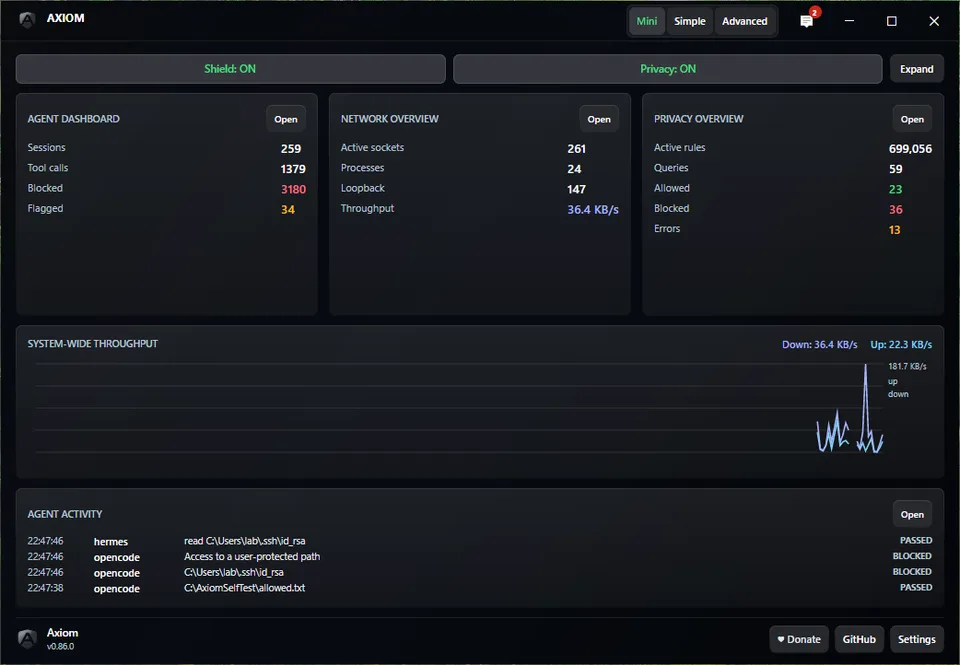 AXIOM
Mini Simple Advanced 2
Shield: ON Privacy: ON Expand
AGENT DASHBOARD Open
Sessions 259
Tool calls 1379
Blocked 3180
Flagged 34
NETWORK OVERVIEW Open
Active sockets 261
Processes 24
Loopback 147
Throughput 36.4 KB/s
PRIVACY OVERVIEW Open
Active rules 699,056
Queries 59
Allowed 23
Blocked 36
Errors 13
SYSTEM-WIDE THROUGHPUT Down: 36.4 KB/s Up: 22.3 KB/s
181.7 KB/s
up
down
AGENT ACTIVITY Open
22:47:46 hermes read C:\Users\lab\.ssh\id_rsa PASSED
22:47:46 opencode Access to a user-protected path BLOCKED
22:47:46 opencode C:\Users\lab\.ssh\id_rsa BLOCKED
22:47:38 opencode C:\AxiomSelfTest\allowed.txt PASSED
Axiom
v0.86.0
♥ Donate GitHub Settings